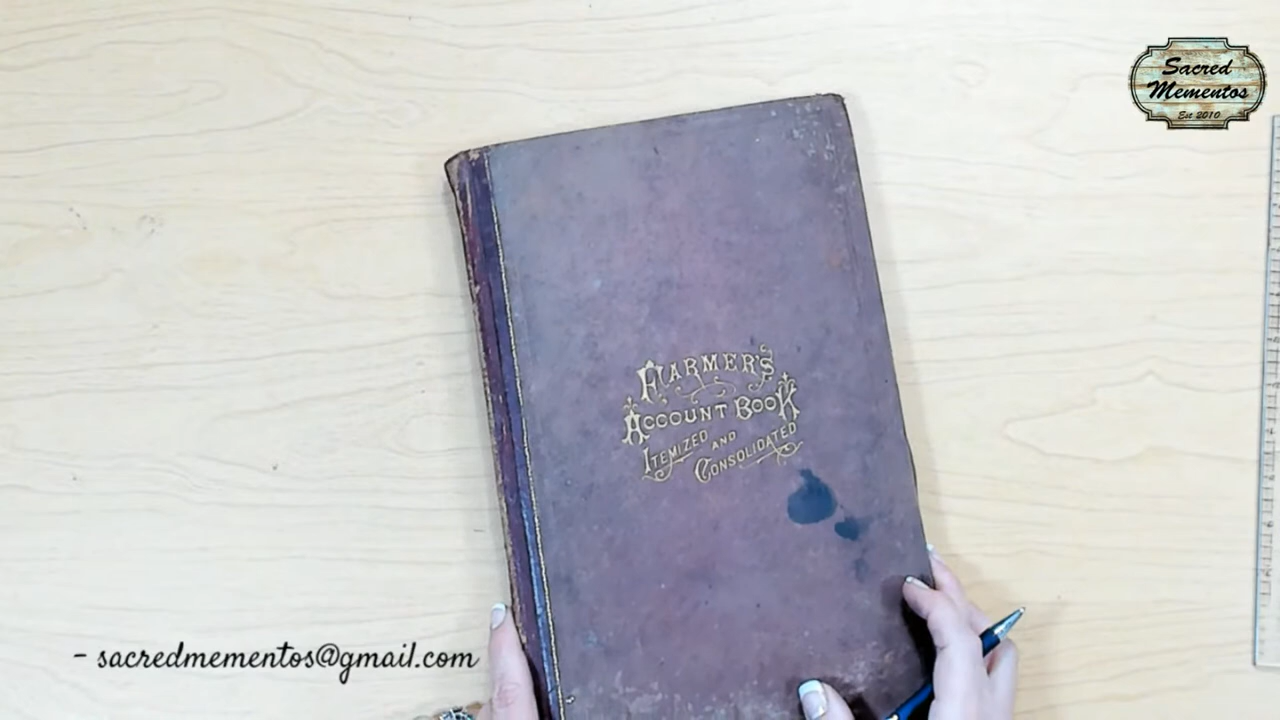 Sacred
Mementos
Est 2010
FARMER'S
ACCOUNT BOOK
ITEMIZED AND
CONSOLIDATED
- sacredmementos@gmail.com